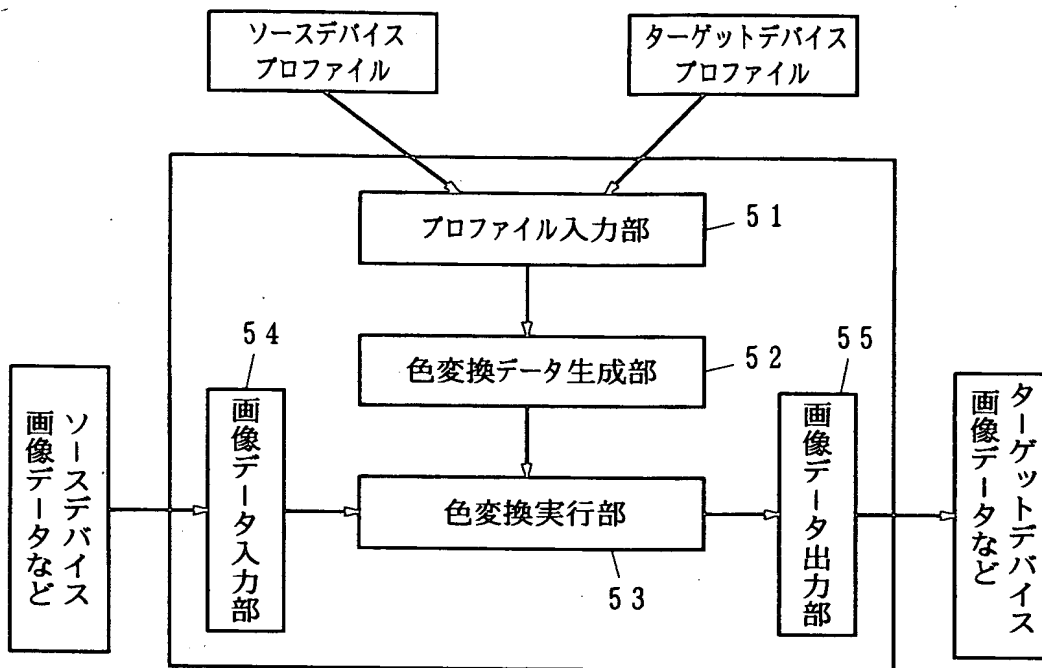 ソースデバイス
プロファイル
ターゲットデバイス
プロファイル
プロファイル入力部
51
色変換データ生成部
52
54
55
ソースデバイス
画像データなど
画像データ入力部
色変換実行部
53
画像データ出力部
ターゲットデバイス
画像データなど